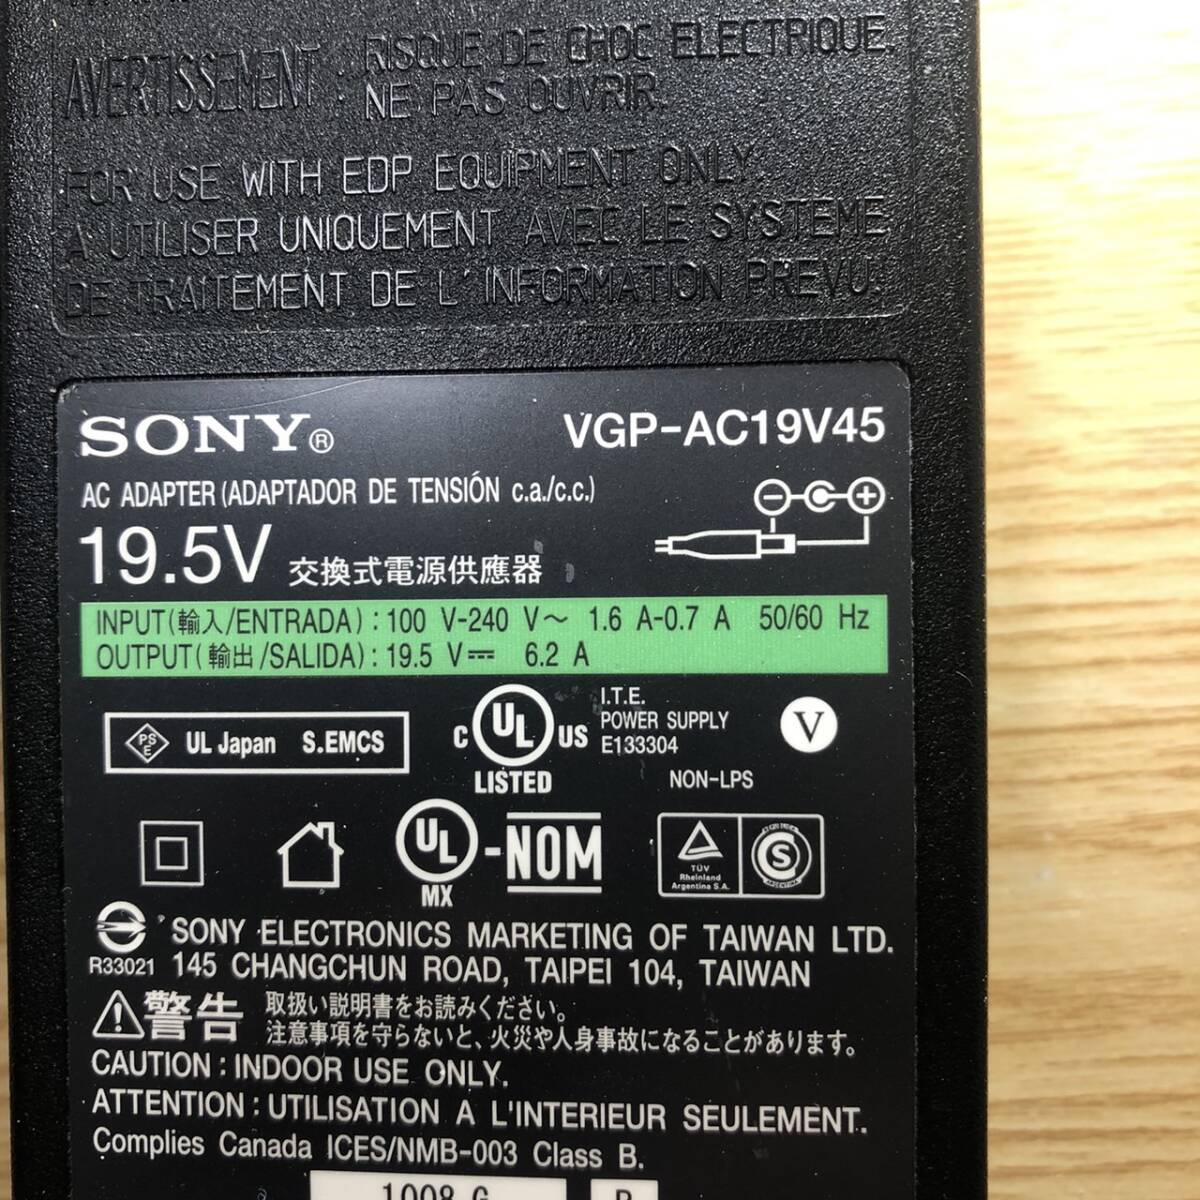 AVERTISSEMENT : RISQUE DE CHOC ELECTRIQUE.
NE PAS OUVRIR.
FOR USE WITH EDP EQUIPMENT ONLY.
A UTILISER UNIQUEMENT AVEC LE SYSTEME
DE TRAITEMENT DE L'INFORMATION PREVU.
SONY® VGP-AC19V45
AC ADAPTER (ADAPTADOR DE TENSIÓN c.a./c.c.)
19.5V 交換式電源供應器
INPUT(輸入/ENTRADA) : 100 V-240 V～ 1.6 A-0.7 A 50/60 Hz
OUTPUT(輸出/SALIDA) : 19.5 V⎓ 6.2 A
PSE UL Japan S.EMCS
C UL US
LISTED
I.T.E.
POWER SUPPLY
E133304
V
NON-LPS
UL
MX
-NOM
TÜV
Rheinland
Argentina S.A.
S
ARGENTINA
R33021
SONY ELECTRONICS MARKETING OF TAIWAN LTD.
145 CHANGCHUN ROAD, TAIPEI 104, TAIWAN
⚠警告 取扱い説明書をお読みください。
注意事項を守らないと、火災や人身事故になることがあります。
CAUTION : INDOOR USE ONLY.
ATTENTION : UTILISATION A L'INTERIEUR SEULEMENT.
Complies Canada ICES/NMB-003 Class B.